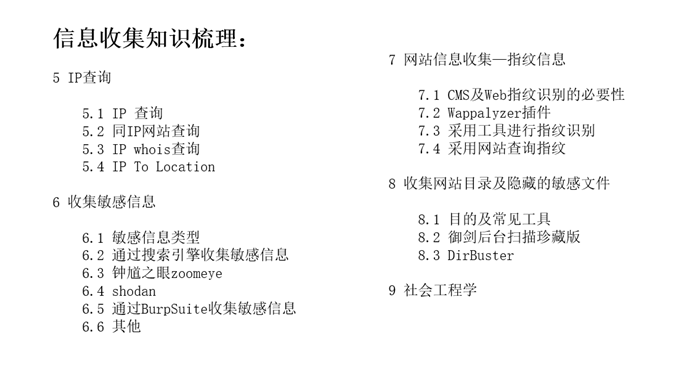 信息收集知识梳理：
5 IP查询
5.1 IP 查询
5.2 同IP网站查询
5.3 IP whois查询
5.4 IP To Location
6 收集敏感信息
6.1 敏感信息类型
6.2 通过搜索引擎收集敏感信息
6.3 钟馗之眼zoomeye
6.4 shodan
6.5 通过BurpSuite收集敏感信息
6.6 其他
7 网站信息收集—指纹信息
7.1 CMS及Web指纹识别的必要性
7.2 Wappalyzer插件
7.3 采用工具进行指纹识别
7.4 采用网站查询指纹
8 收集网站目录及隐藏的敏感文件
8.1 目的及常见工具
8.2 御剑后台扫描珍藏版
8.3 DirBuster
9 社会工程学